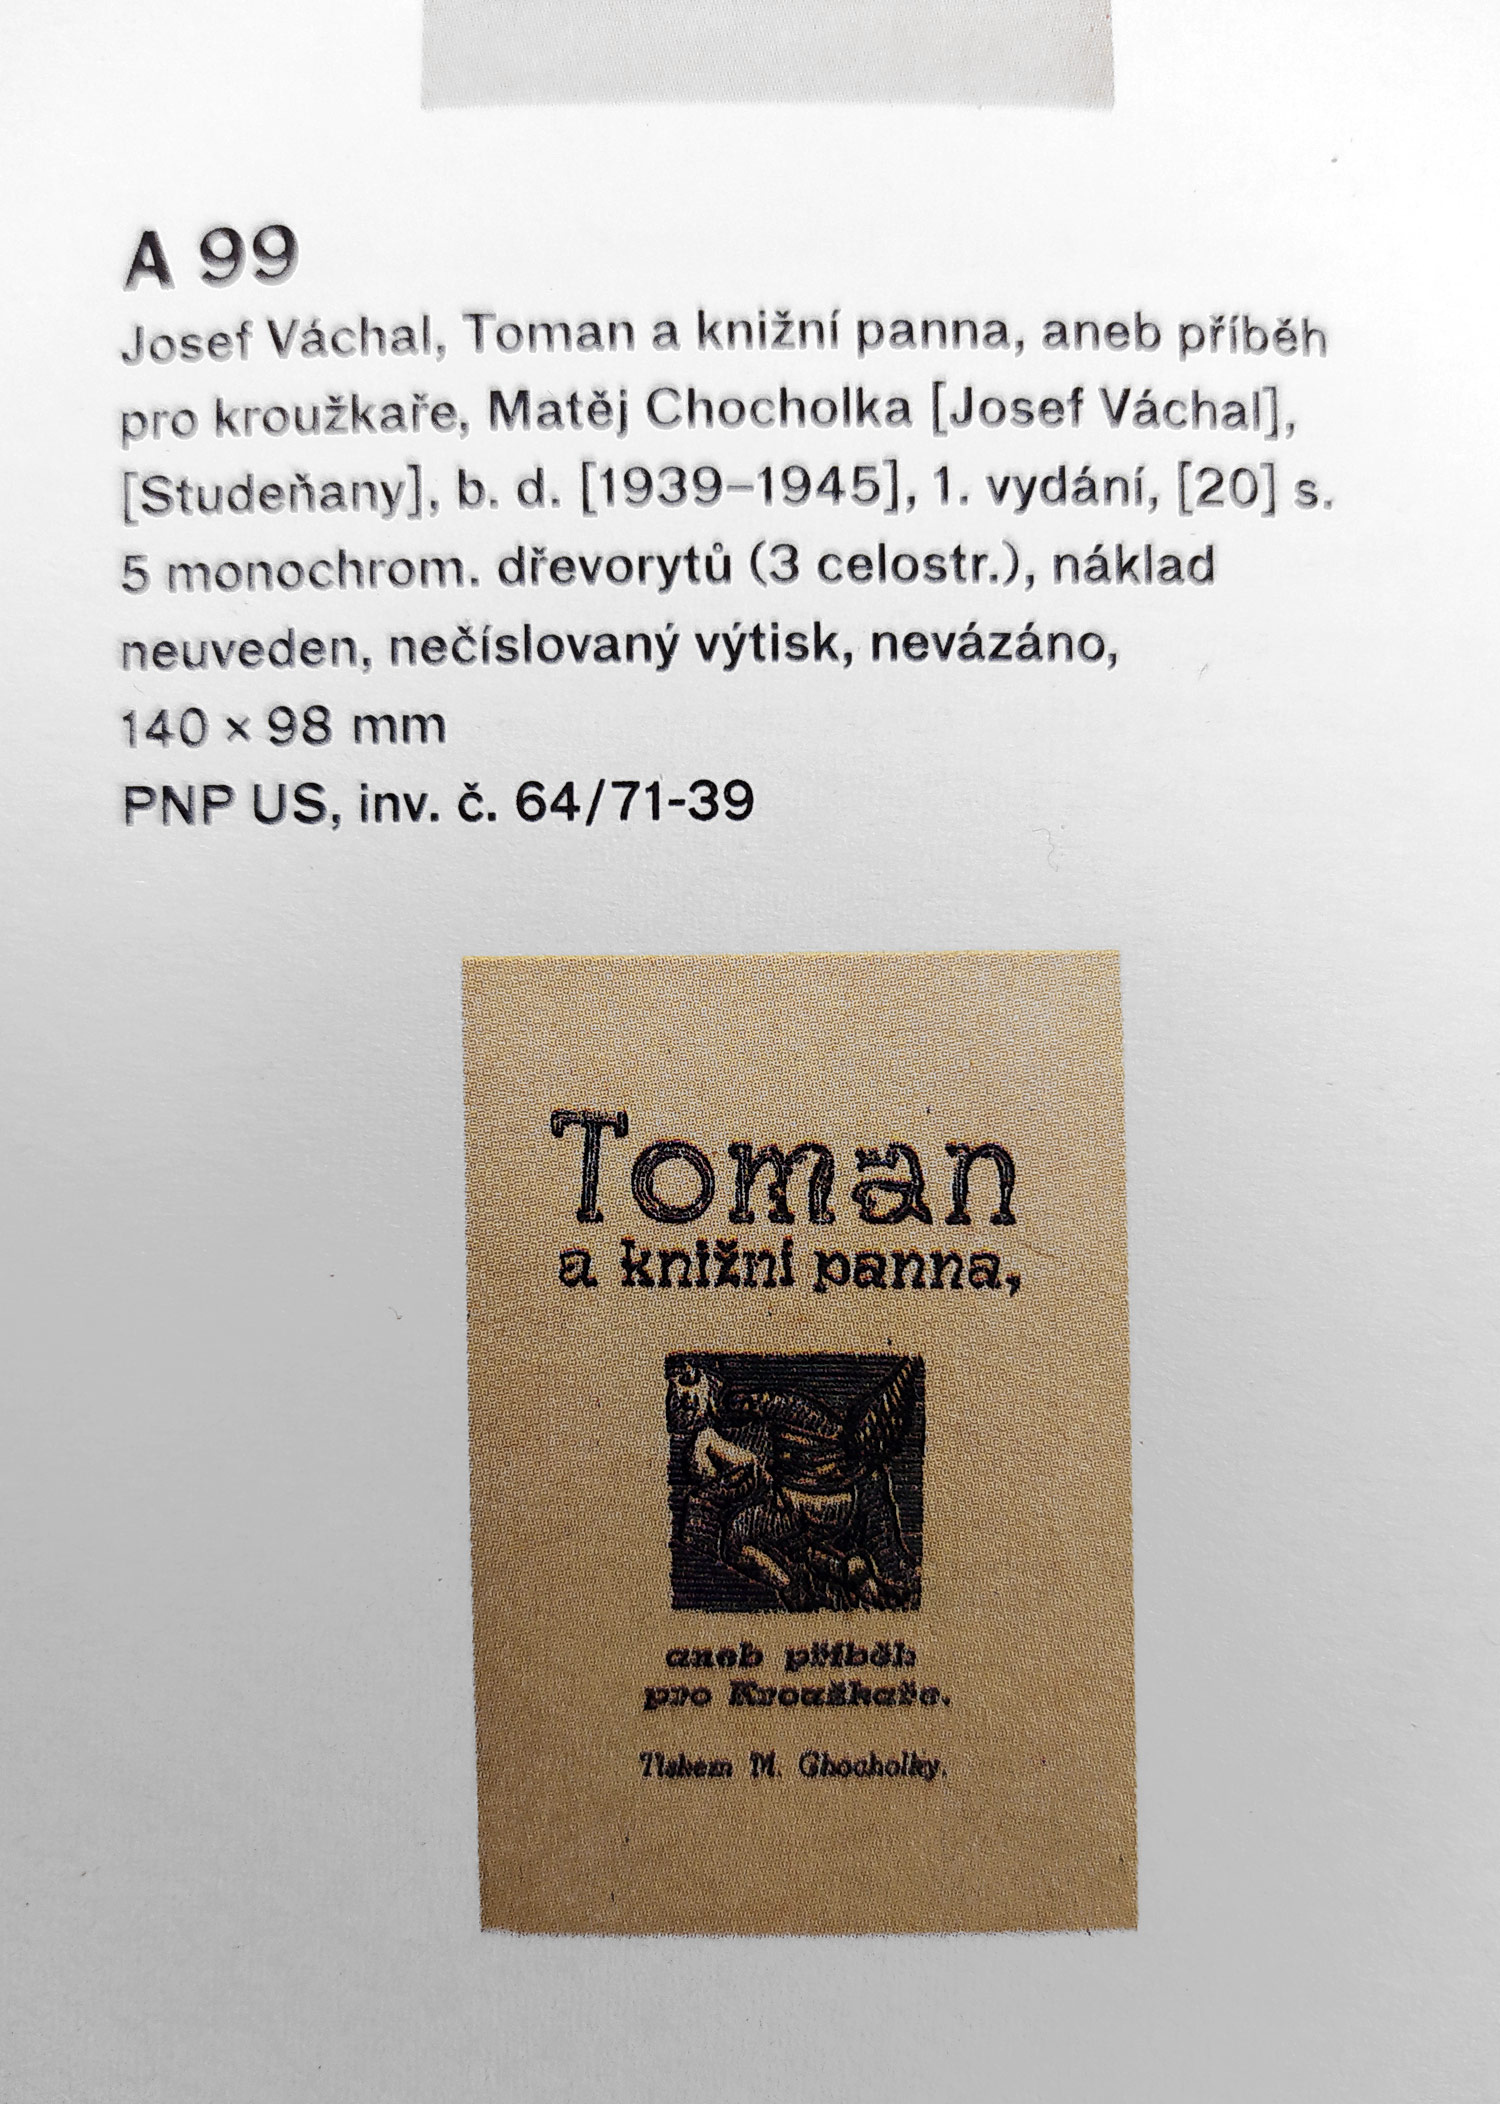 A 99
Josef Váchal, Toman a knižní panna, aneb příběh
pro kroužkaře, Matěj Chocholka [Josef Váchal],
[Studeňany], b. d. [1939–1945], 1. vydání, [20] s.
5 monochrom. dřevorytů (3 celostr.), náklad
neuveden, nečíslovaný výtisk, nevázáno,
140 × 98 mm
PNP US, inv. č. 64/71-39
Toman
a knižní panna,
aneb příběh
pro Kroužkaře.
Tiskem M. Chocholky.